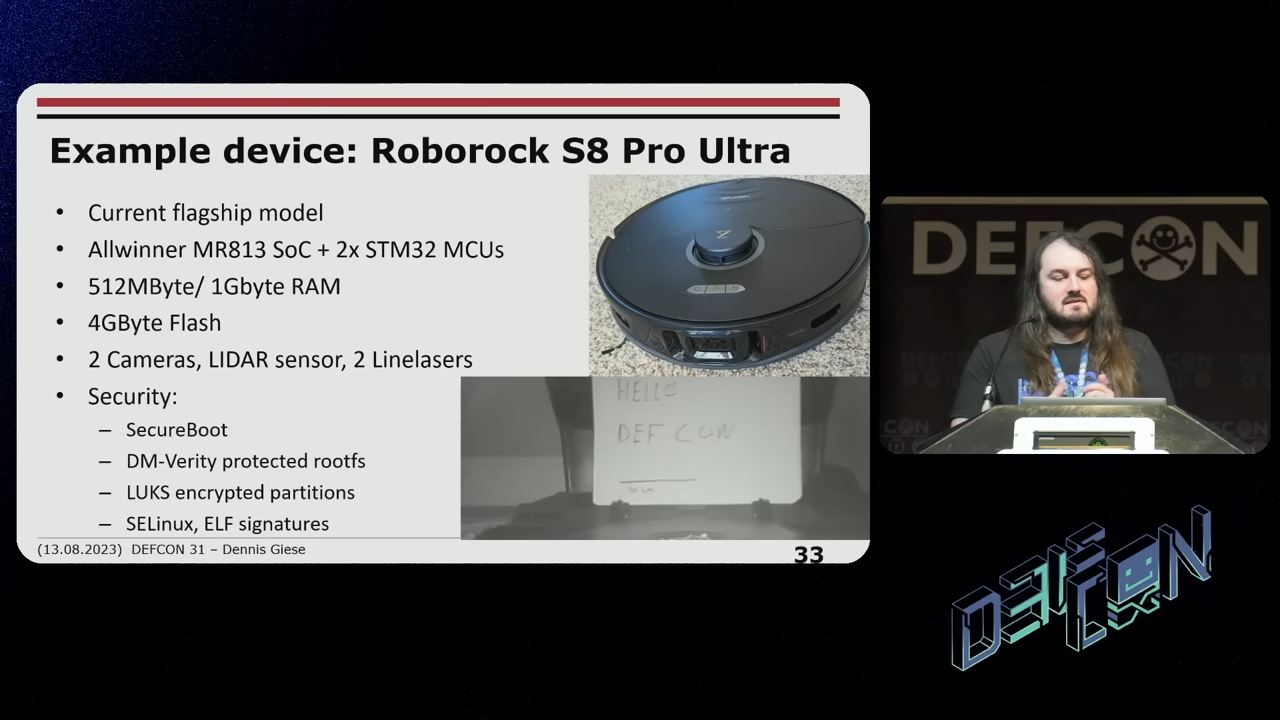 Example device: Roborock S8 Pro Ultra
• Current flagship model
• Allwinner MR813 SoC + 2x STM32 MCUs
• 512MByte/ 1Gbyte RAM
• 4GByte Flash
• 2 Cameras, LIDAR sensor, 2 Linelasers
• Security:
– SecureBoot
– DM-Verity protected rootfs
– LUKS encrypted partitions
– SELinux, ELF signatures
HELLO
DEF CON
(13.08.2023) DEFCON 31 – Dennis Giese
33
DEFCON
DEFCON